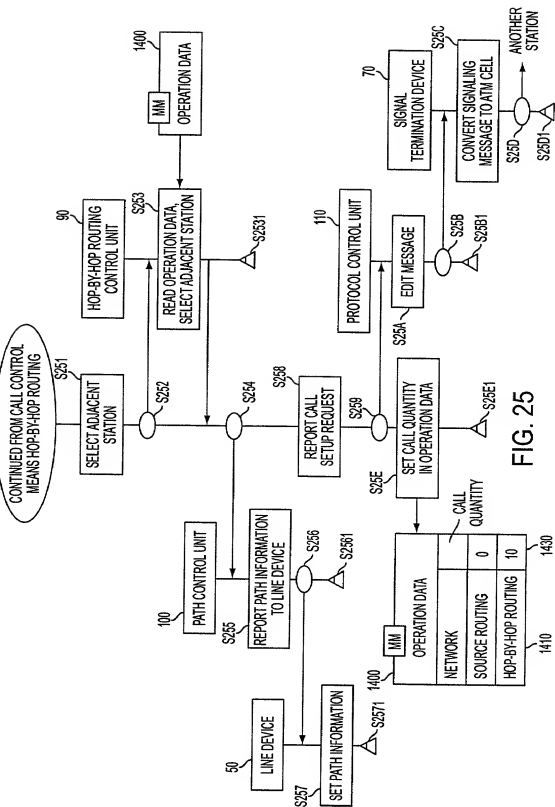 CONTINUED FROM CALL CONTROL
MEANS HOP-BY-HOP ROUTING
S251
SELECT ADJACENT
STATION
S252
90
HOP-BY-HOP ROUTING
CONTROL UNIT
S253
READ OPERATION DATA,
SELECT ADJACENT STATION
S2531
1400
MM
OPERATION DATA
S254
100
PATH CONTROL UNIT
S255
REPORT PATH INFORMATION
TO LINE DEVICE
S256
S2561
50
LINE DEVICE
S257
SET PATH INFORMATION
S2571
S258
REPORT CALL
SETUP REQUEST
S259
110
PROTOCOL CONTROL UNIT
S25A
EDIT MESSAGE
S25B
S25B1
70
SIGNAL
TERMINATION DEVICE
S25C
CONVERT SIGNALING
MESSAGE TO ATM CELL
S25D
ANOTHER
STATION
S25D1
S25E
SET CALL QUANTITY
IN OPERATION DATA
S25E1
1400
MM
OPERATION DATA
CALL
QUANTITY
NETWORK
SOURCE ROUTING 0
HOP-BY-HOP ROUTING 10
1410
1430
FIG. 25